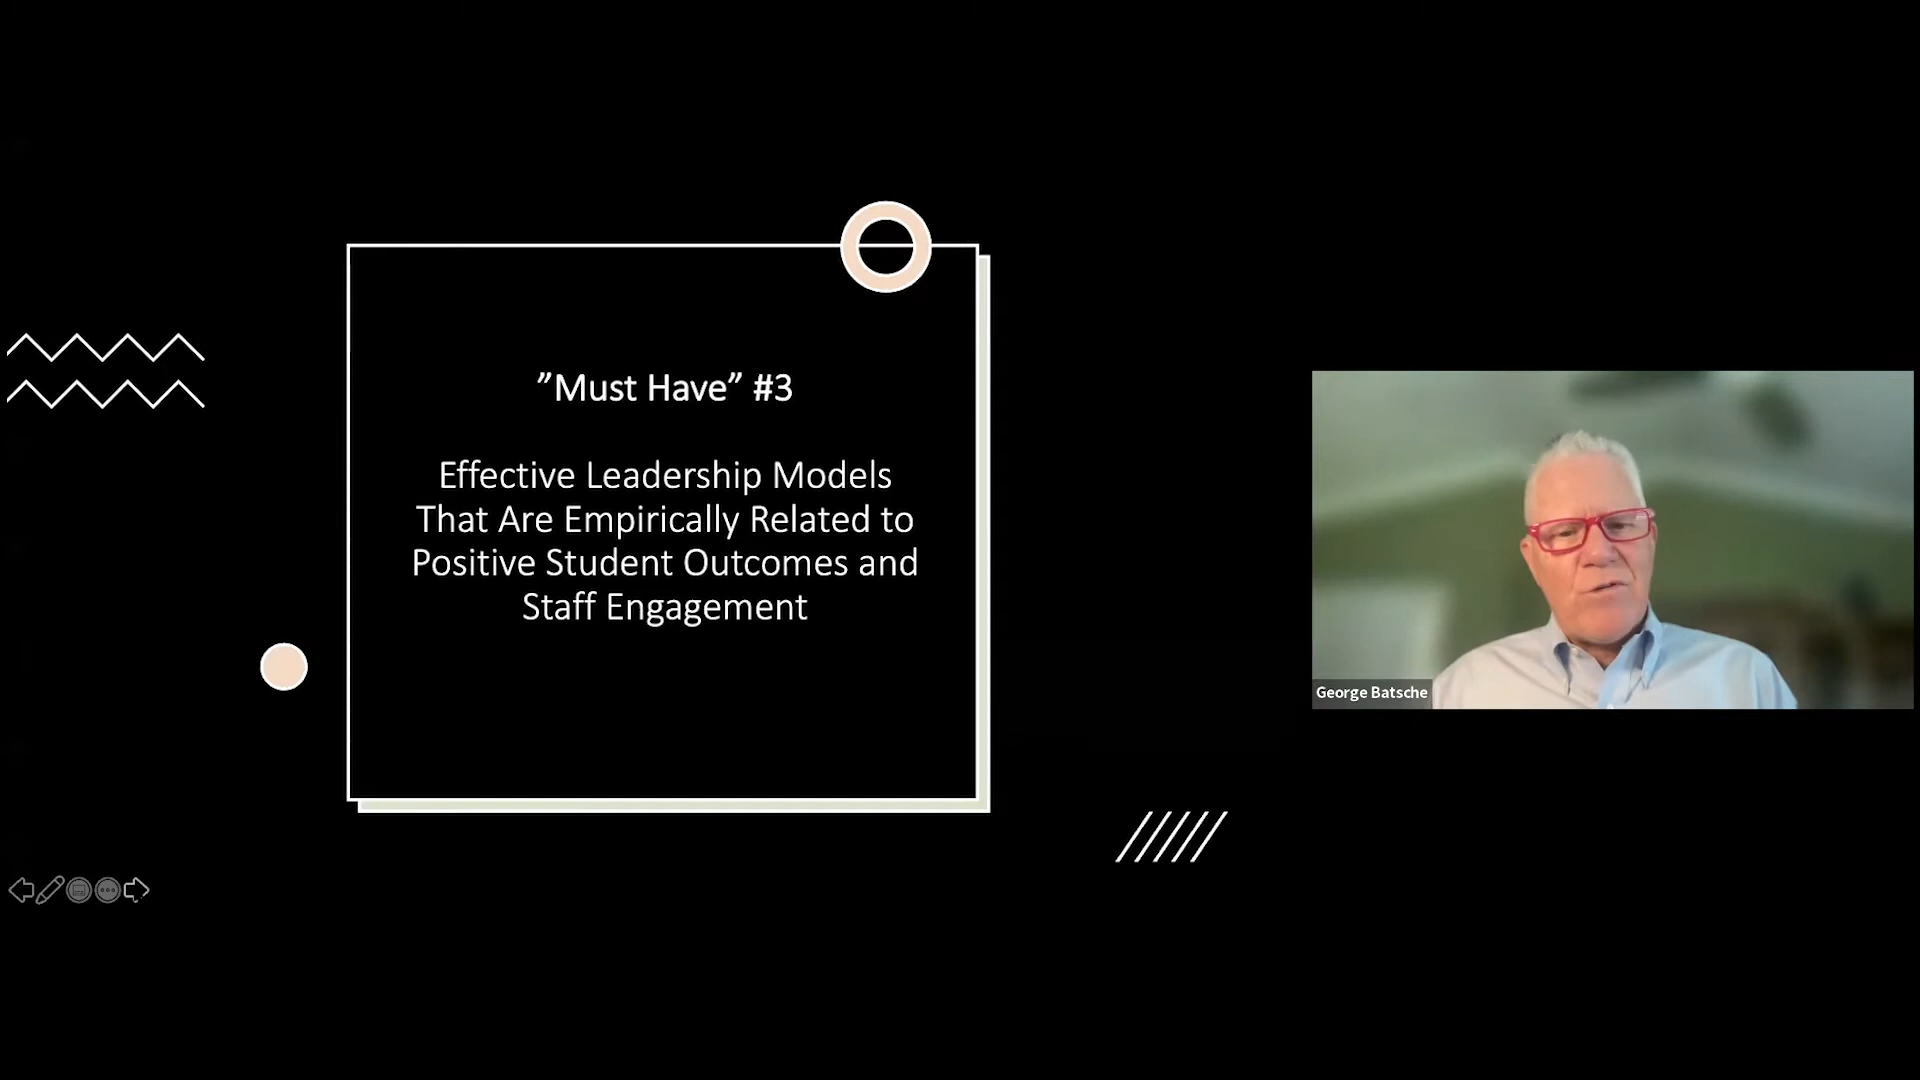 ”Must Have” #3
Effective Leadership Models
That Are Empirically Related to
Positive Student Outcomes and
Staff Engagement
George Batsche